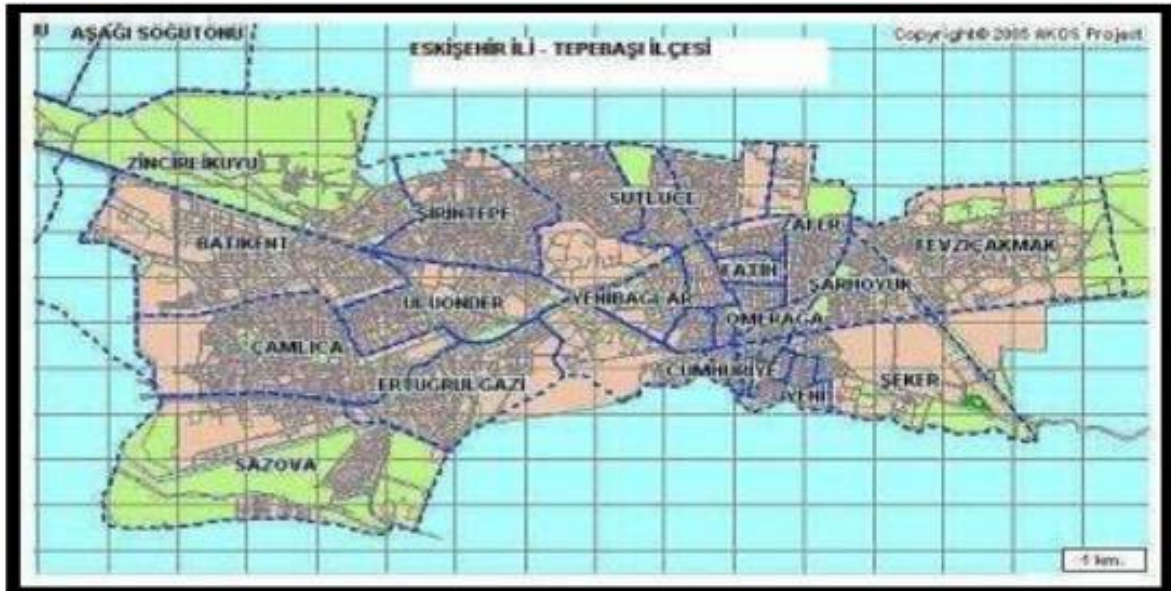 AŞAĞI SÖĞÜTÖNÜ
Copyright© 2005 AKOS Project
ESKİŞEHİR İLİ - TEPEBAŞI İLÇESİ
ZİNCİRLİKUYU
SÜTLÜCE
ŞİRİNTEPE
ZAFER
BATIKENT
FEVZİÇAKMAK
FATİH
ŞARHÖYÜK
ULUÖNDER
YENİBAĞLAR
ÖMERAĞA
ÇAMLICA
CUMHURİYE
ERTUĞRULGAZİ
ŞEKER
YENİ
SAZOVA
1 km.